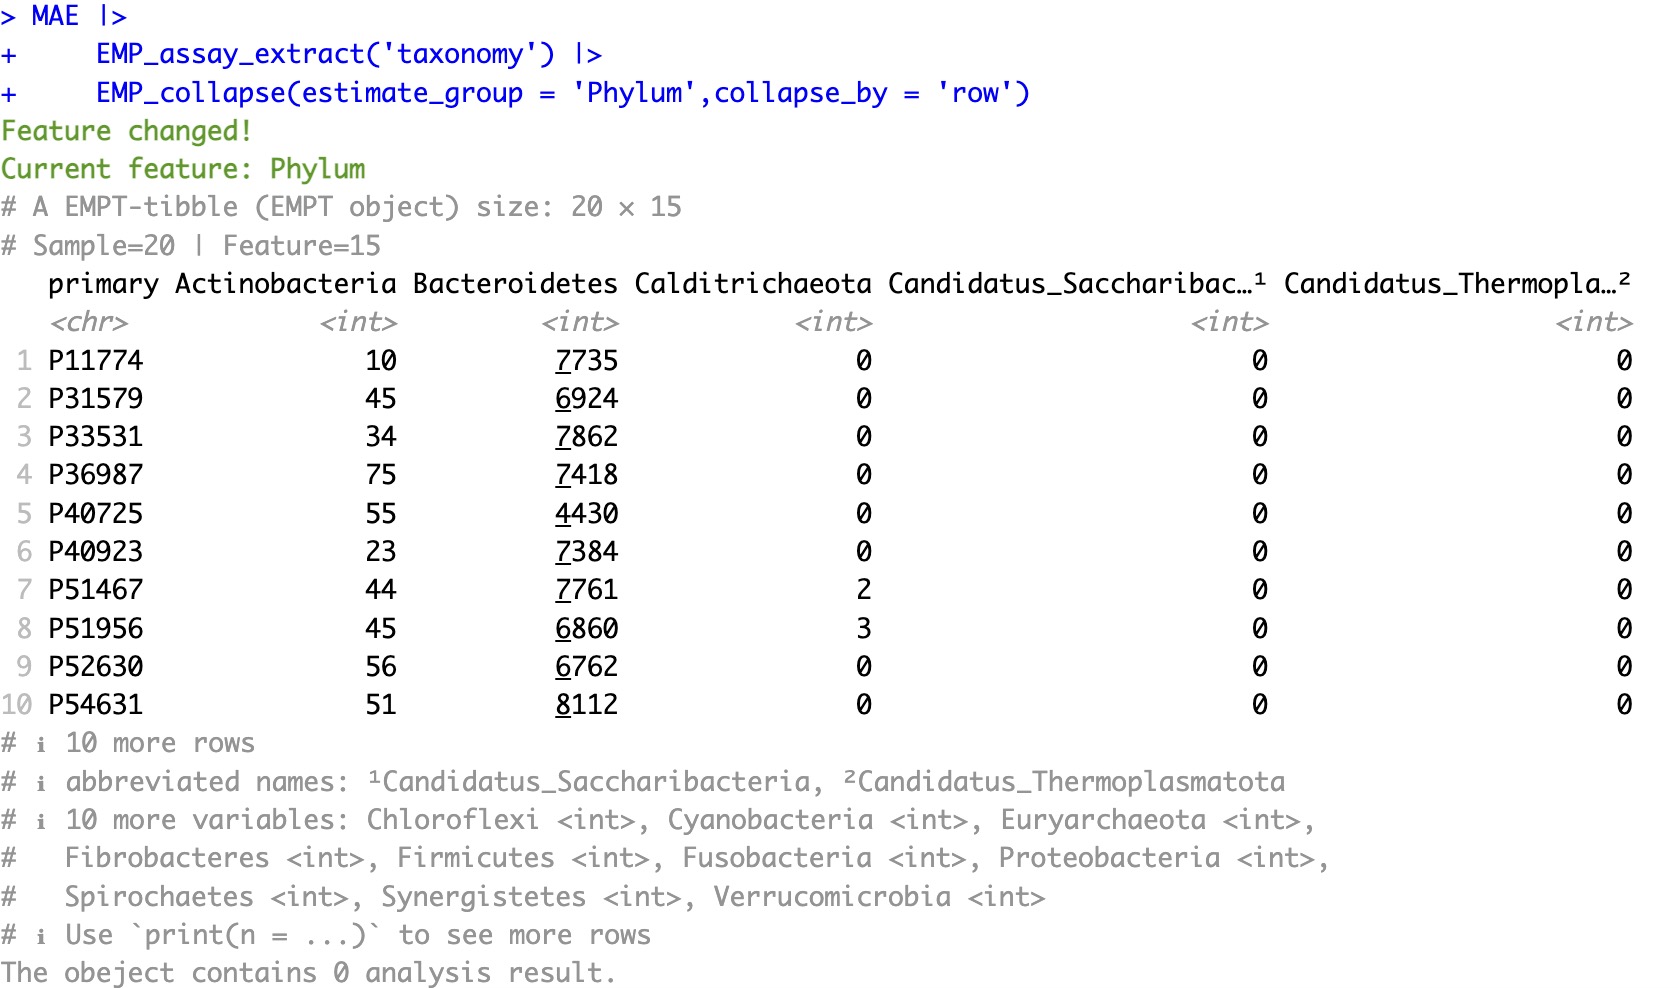 > MAE |>
+     EMP_assay_extract('taxonomy') |>
+     EMP_collapse(estimate_group = 'Phylum',collapse_by = 'row')
Feature changed!
Current feature: Phylum
# A EMPT-tibble (EMPT object) size: 20 × 15
# Sample=20 | Feature=15
   primary Actinobacteria Bacteroidetes Calditrichaeota Candidatus_Saccharibac…¹ Candidatus_Thermopla…²
   <chr>            <int>         <int>           <int>                    <int>                  <int>
 1 P11774              10          7735               0                        0                      0
 2 P31579              45          6924               0                        0                      0
 3 P33531              34          7862               0                        0                      0
 4 P36987              75          7418               0                        0                      0
 5 P40725              55          4430               0                        0                      0
 6 P40923              23          7384               0                        0                      0
 7 P51467              44          7761               2                        0                      0
 8 P51956              45          6860               3                        0                      0
 9 P52630              56          6762               0                        0                      0
10 P54631              51          8112               0                        0                      0
# ℹ 10 more rows
# ℹ abbreviated names: ¹Candidatus_Saccharibacteria, ²Candidatus_Thermoplasmatota
# ℹ 10 more variables: Chloroflexi <int>, Cyanobacteria <int>, Euryarchaeota <int>,
#   Fibrobacteres <int>, Firmicutes <int>, Fusobacteria <int>, Proteobacteria <int>,
#   Spirochaetes <int>, Synergistetes <int>, Verrucomicrobia <int>
# ℹ Use `print(n = ...)` to see more rows
The obeject contains 0 analysis result.